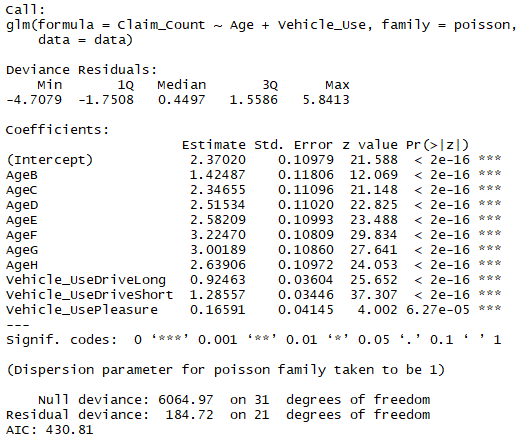 Call:
glm(formula = Claim_Count ~ Age + Vehicle_Use, family = poisson,
    data = data)

Deviance Residuals:
    Min       1Q   Median       3Q      Max
-4.7079  -1.7508   0.4497   1.5586   5.8413

Coefficients:
                      Estimate Std. Error z value Pr(>|z|)
(Intercept)            2.37020    0.10979  21.588  < 2e-16 ***
AgeB                   1.42487    0.11806  12.069  < 2e-16 ***
AgeC                   2.34655    0.11096  21.148  < 2e-16 ***
AgeD                   2.51534    0.11020  22.825  < 2e-16 ***
AgeE                   2.58209    0.10993  23.488  < 2e-16 ***
AgeF                   3.22470    0.10809  29.834  < 2e-16 ***
AgeG                   3.00189    0.10860  27.641  < 2e-16 ***
AgeH                   2.63906    0.10972  24.053  < 2e-16 ***
Vehicle_UseDriveLong   0.92463    0.03604  25.652  < 2e-16 ***
Vehicle_UseDriveShort  1.28557    0.03446  37.307  < 2e-16 ***
Vehicle_UsePleasure    0.16591    0.04145   4.002 6.27e-05 ***
---
Signif. codes:  0 ‘***’ 0.001 ‘**’ 0.01 ‘*’ 0.05 ‘.’ 0.1 ‘ ’ 1

(Dispersion parameter for poisson family taken to be 1)

    Null deviance: 6064.97  on 31  degrees of freedom
Residual deviance:  184.72  on 21  degrees of freedom
AIC: 430.81